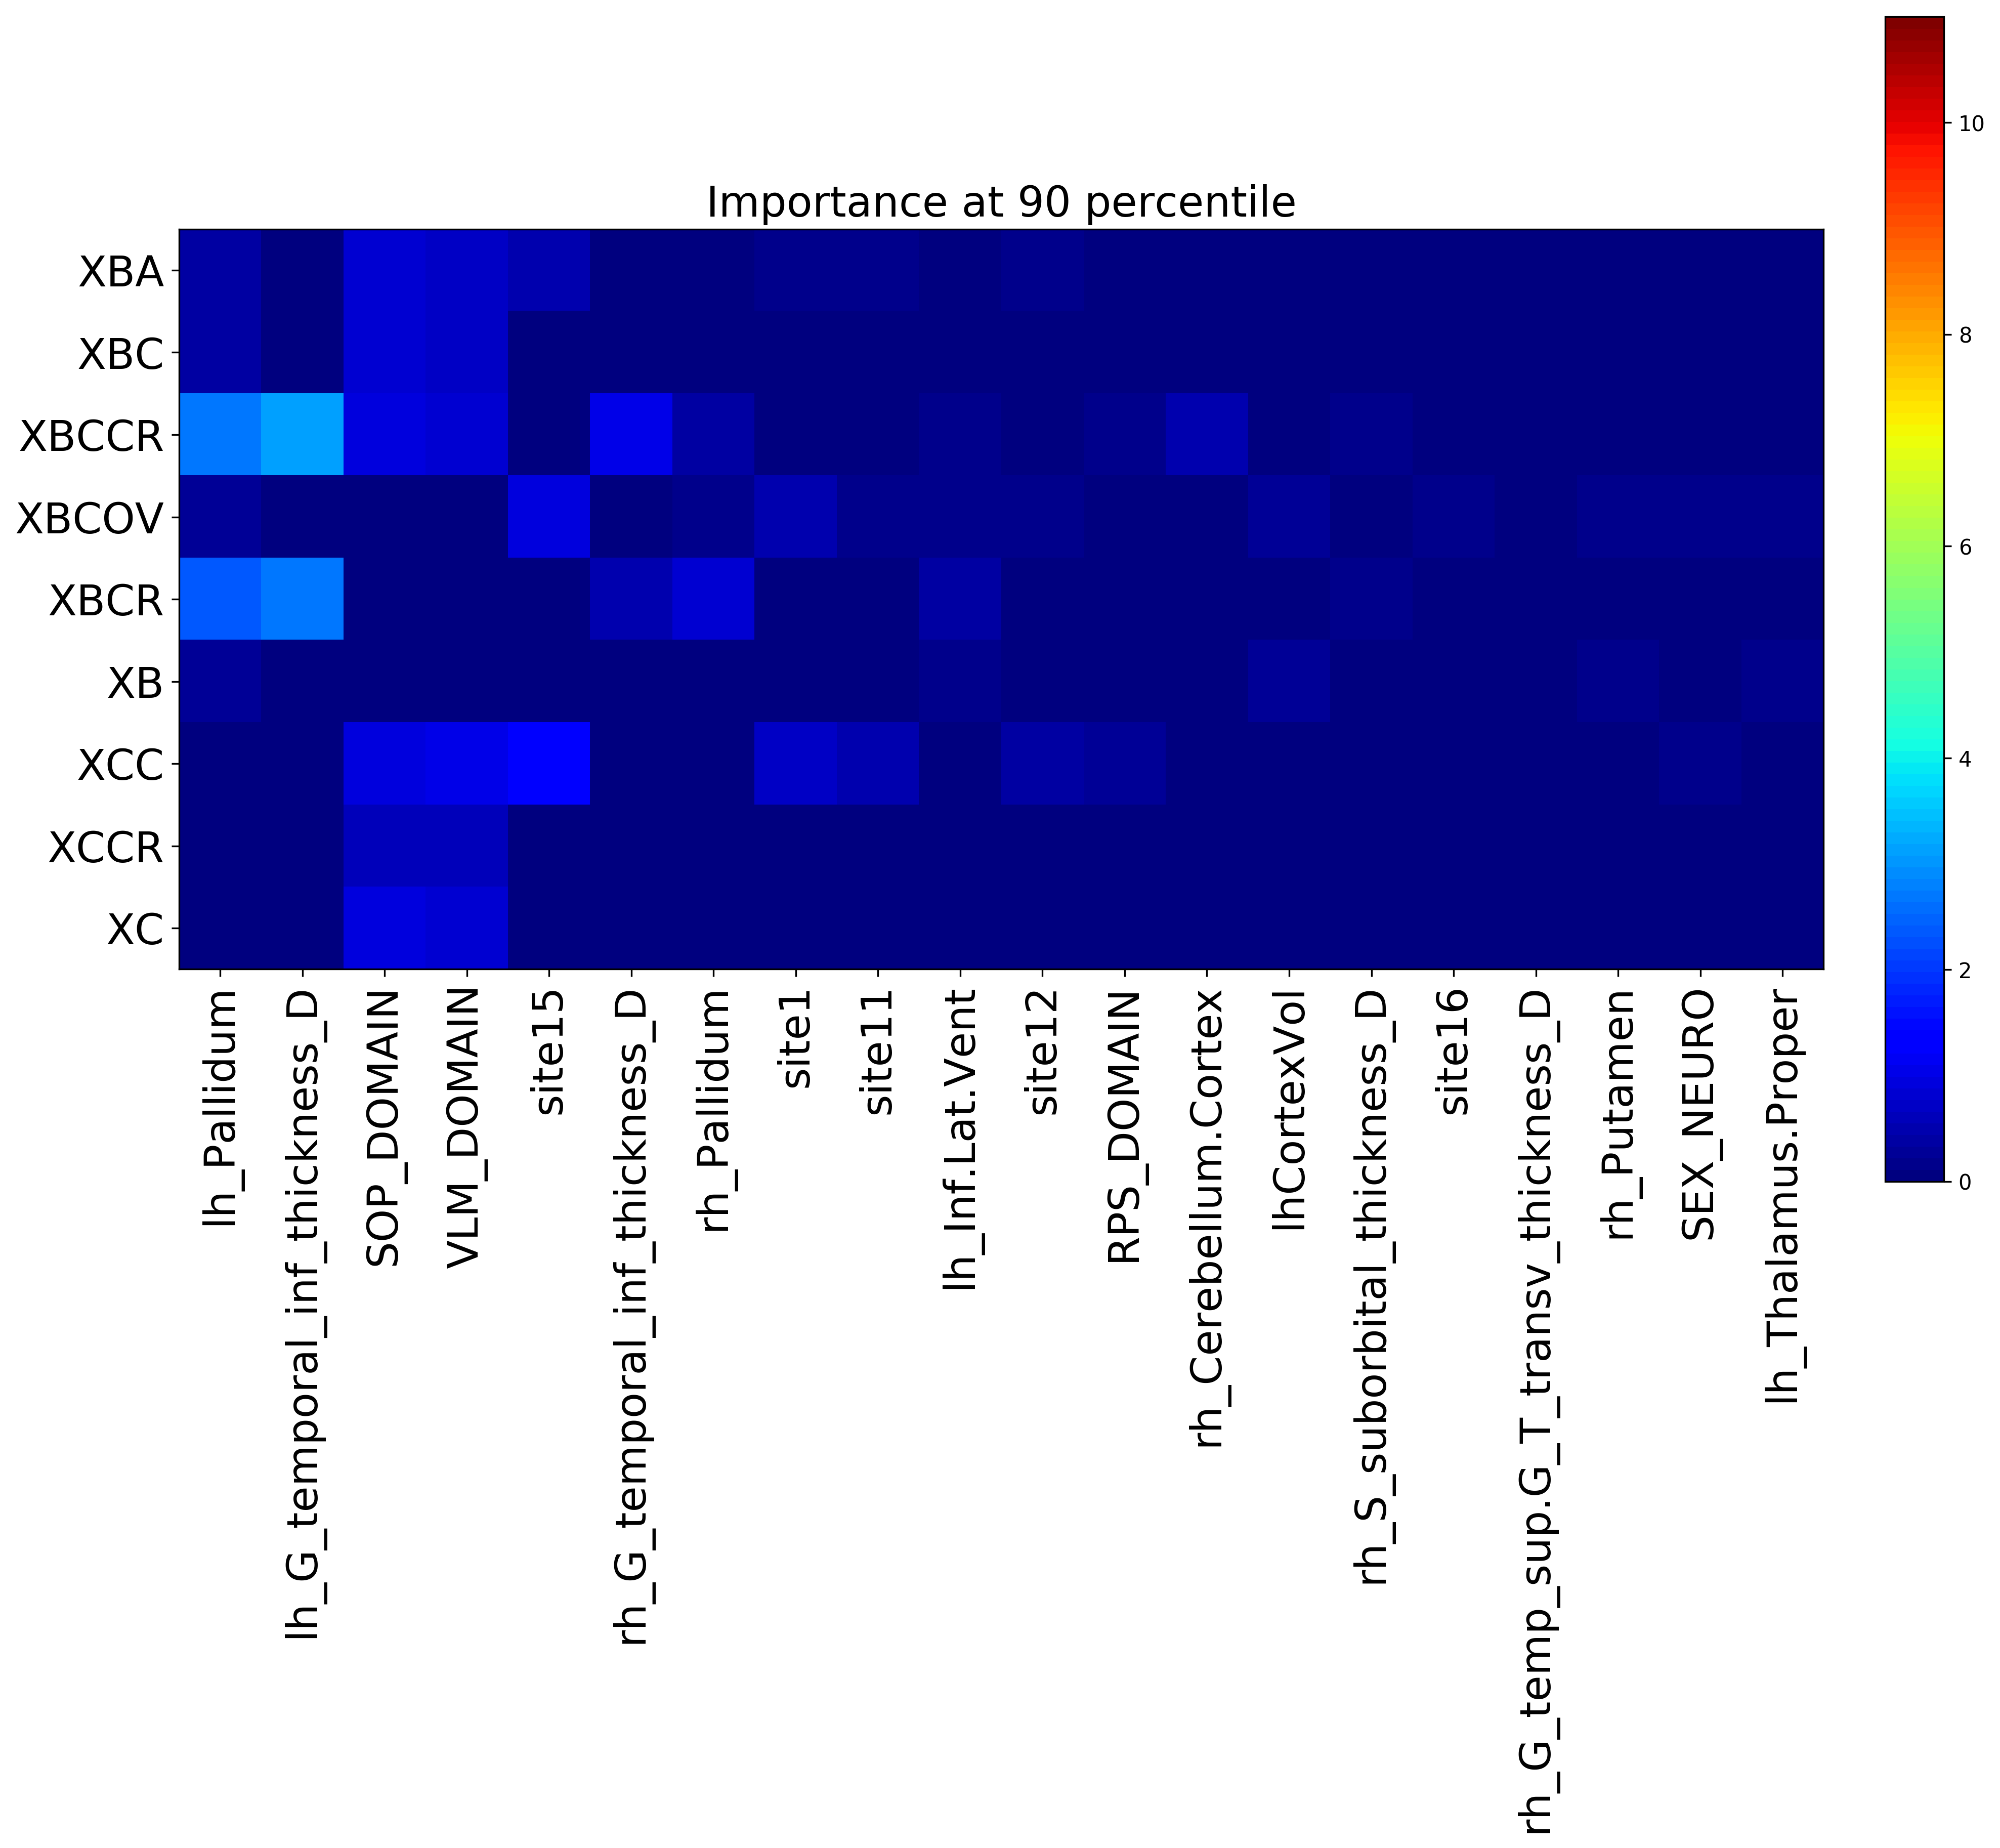 Importance at 90 percentile
XBA
XBC
XBCCR
XBCOV
XBCR
XB
XCC
XCCR
XC
lh_Pallidum
lh_G_temporal_inf_thickness_D
SOP_DOMAIN
VLM_DOMAIN
site15
rh_G_temporal_inf_thickness_D
rh_Pallidum
site1
site11
lh_Inf.Lat.Vent
site12
RPS_DOMAIN
rh_Cerebellum.Cortex
lhCortexVol
rh_S_suborbital_thickness_D
site16
rh_G_temp_sup.G_T_transv_thickness_D
rh_Putamen
SEX_NEURO
lh_Thalamus.Proper
10
8
6
4
2
0